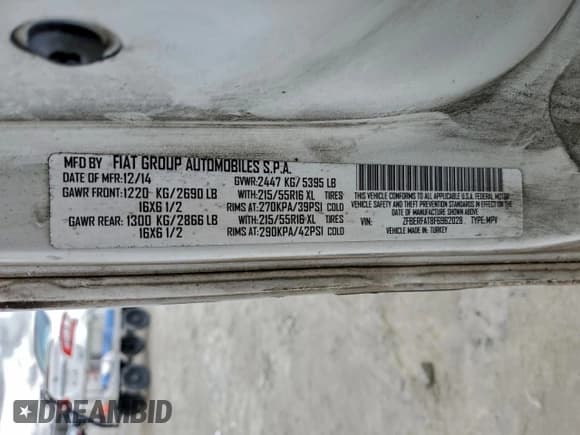 MFD BY FIAT GROUP AUTOMOBILES S.P.A.
DATE OF MFR:12/14 GVWR:2447 KG/ 5395 LB
GAWR FRONT:1220 KG/2690 LB WITH:215/55R16 XL TIRES
16X6 1/2 RIMS AT:270KPA/39PSI COLD
GAWR REAR: 1300 KG/2866 LB WITH:215/55R16 XL TIRES
16X6 1/2 RIMS AT:290KPA/42PSI COLD
THIS VEHICLE CONFORMS TO ALL APPLICABLE U.S.A. FEDERAL MOTOR
VEHICLE SAFETY AND THEFT PREVENTION STANDARDS IN EFFECT ON
THE DATE OF MANUFACTURE SHOWN ABOVE
VIN: ZFBERFAT8F6962028 TYPE: MPV
MADE IN: TURKEY
DREAMBID